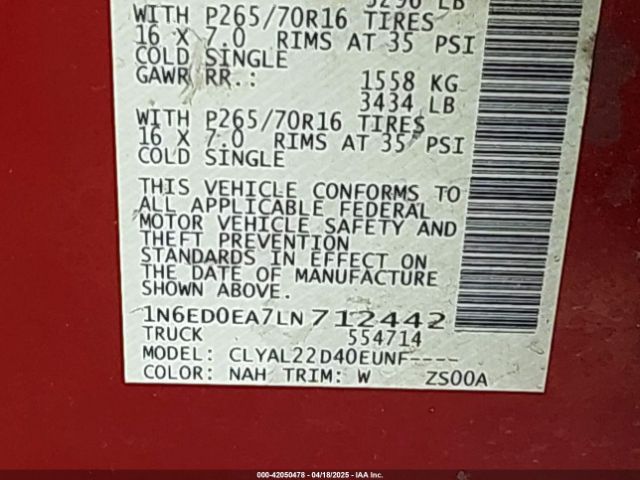 3296 LB
WITH P265/70R16 TIRES
16 X 7.0 RIMS AT 35 PSI
COLD SINGLE
GAWR RR.: 1558 KG
3434 LB
WITH P265/70R16 TIRES
16 X 7.0 RIMS AT 35 PSI
COLD SINGLE
THIS VEHICLE CONFORMS TO
ALL APPLICABLE FEDERAL
MOTOR VEHICLE SAFETY AND
THEFT PREVENTION
STANDARDS IN EFFECT ON
THE DATE OF MANUFACTURE
SHOWN ABOVE.
1N6ED0EA7LN712442
TRUCK 554714
MODEL: CLYAL22D40EUNF----
COLOR: NAH TRIM: W ZS00A
000-42050478 - 04/18/2025 - IAA Inc.